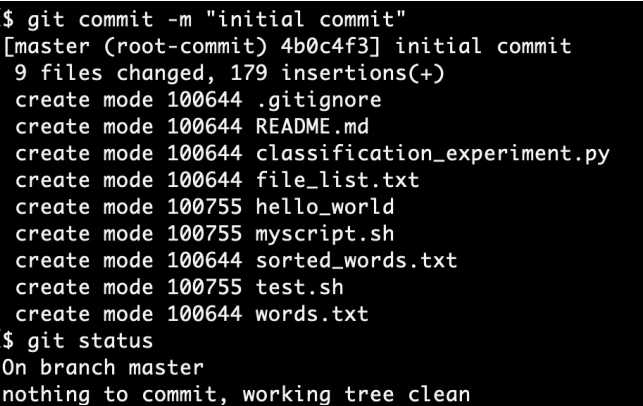 $ git commit -m "initial commit"
[master (root-commit) 4b0c4f3] initial commit
 9 files changed, 179 insertions(+)
 create mode 100644 .gitignore
 create mode 100644 README.md
 create mode 100644 classification_experiment.py
 create mode 100644 file_list.txt
 create mode 100755 hello_world
 create mode 100755 myscript.sh
 create mode 100644 sorted_words.txt
 create mode 100755 test.sh
 create mode 100644 words.txt
$ git status
On branch master
nothing to commit, working tree clean